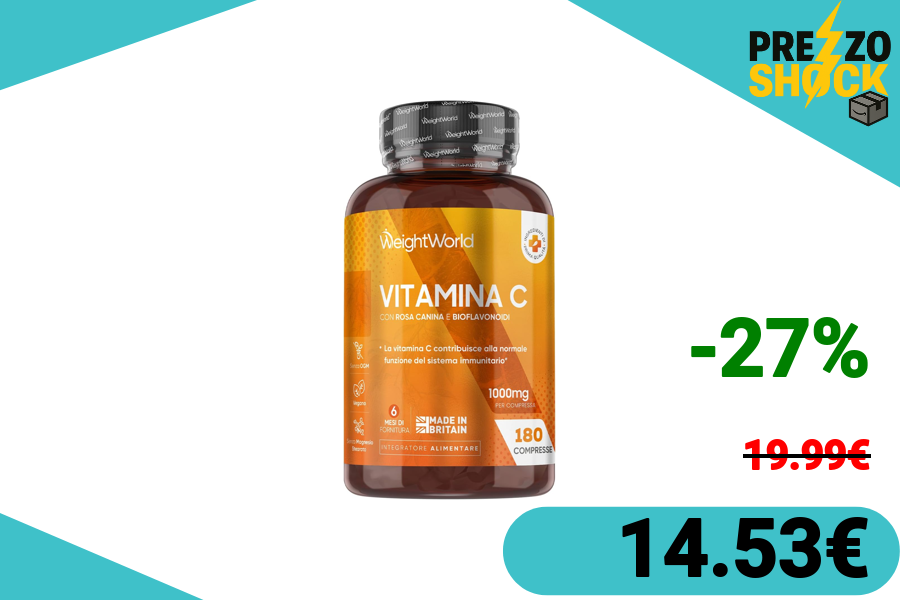 PREZZO
SHOCK
WeightWorld
WeightWorld
VITAMINA C
CON ROSA CANINA E BIOFLAVONOIDI
• La vitamina C contribuisce alla normale
funzione del sistema immunitario*
1000mg
PER COMPRESSA
6
MESI DI
FORNITURA
MADE IN
BRITAIN
180
COMPRESSE
INTEGRATORE ALIMENTARE
-27%
19.99€
14.53€